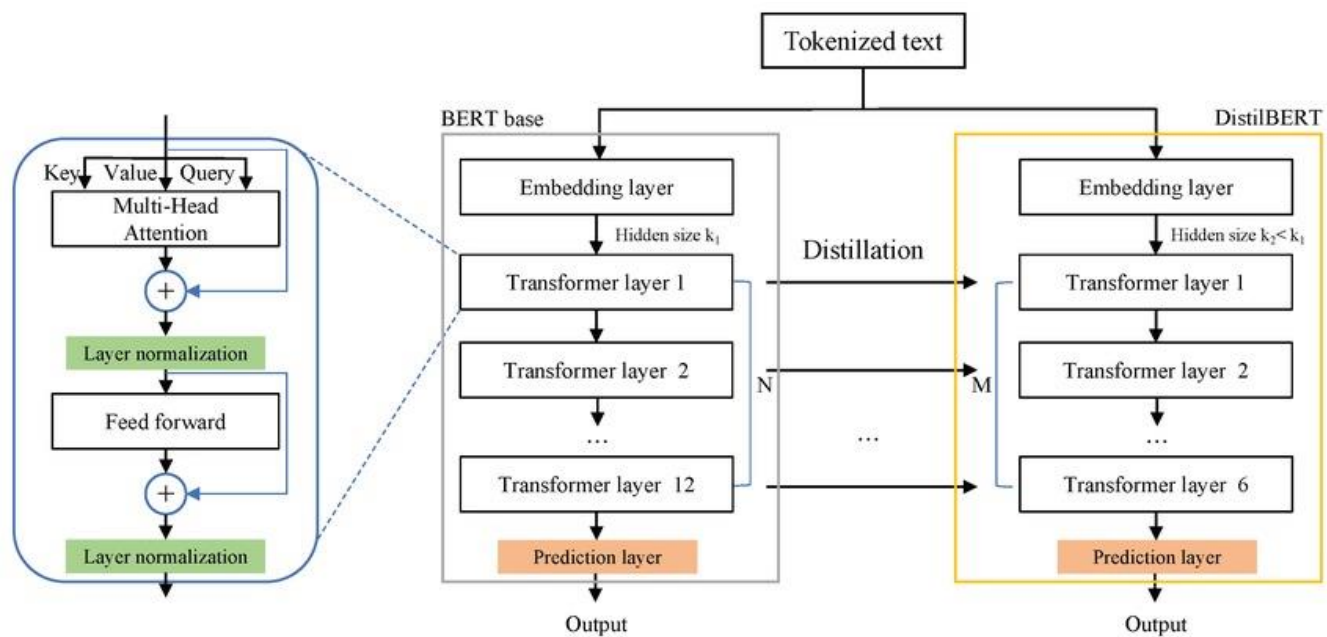 Tokenized text
BERT base
DistilBERT
Key Value Query
Multi-Head
Attention
+
Layer normalization
Feed forward
+
Layer normalization
Embedding layer
Hidden size k₁
Transformer layer 1
Transformer layer 2
...
Transformer layer 12
N
Prediction layer
Output
Distillation
...
Embedding layer
Hidden size k₂< k₁
Transformer layer 1
Transformer layer 2
...
Transformer layer 6
M
Prediction layer
Output